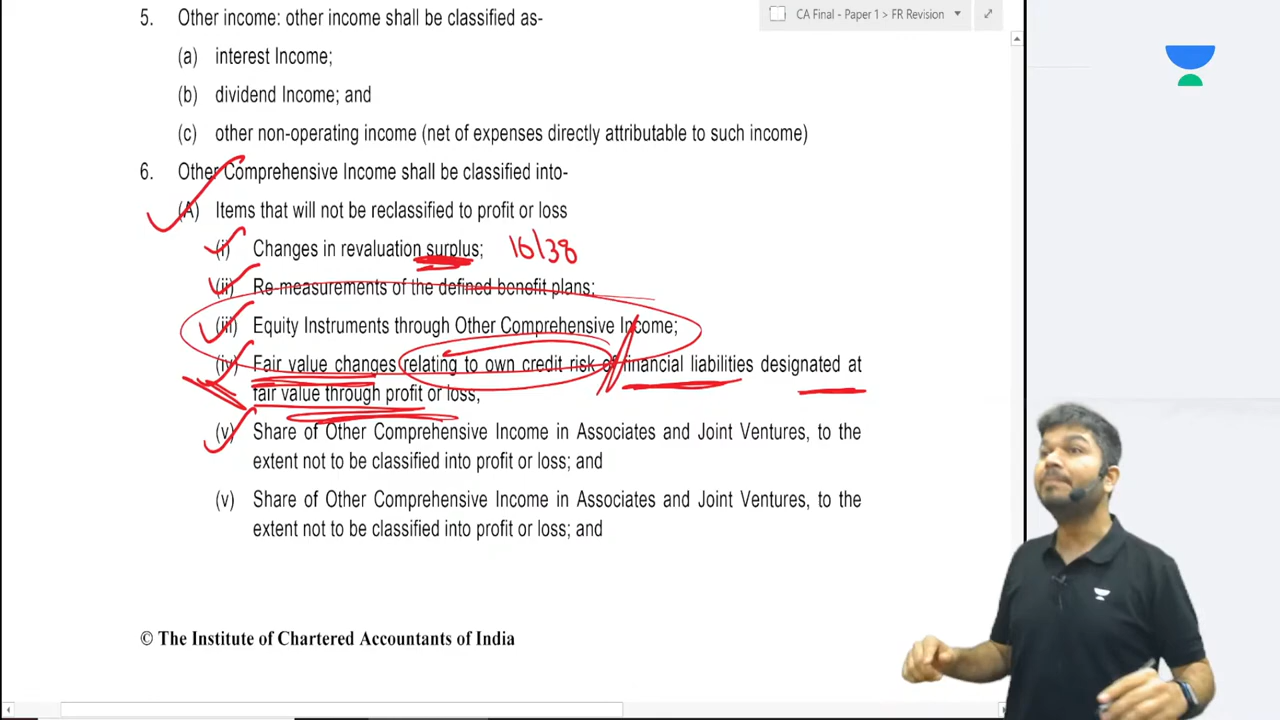 CA Final - Paper 1 > FR Revision
5. Other income: other income shall be classified as-
(a) interest Income;
(b) dividend Income; and
(c) other non-operating income (net of expenses directly attributable to such income)
6. Other Comprehensive Income shall be classified into-
(A) Items that will not be reclassified to profit or loss
(i) Changes in revaluation surplus; 16/38
(ii) Re-measurements of the defined benefit plans;
(iii) Equity Instruments through Other Comprehensive Income;
(iv) Fair value changes relating to own credit risk of financial liabilities designated at
fair value through profit or loss;
(v) Share of Other Comprehensive Income in Associates and Joint Ventures, to the
extent not to be classified into profit or loss; and
(v) Share of Other Comprehensive Income in Associates and Joint Ventures, to the
extent not to be classified into profit or loss; and
© The Institute of Chartered Accountants of India